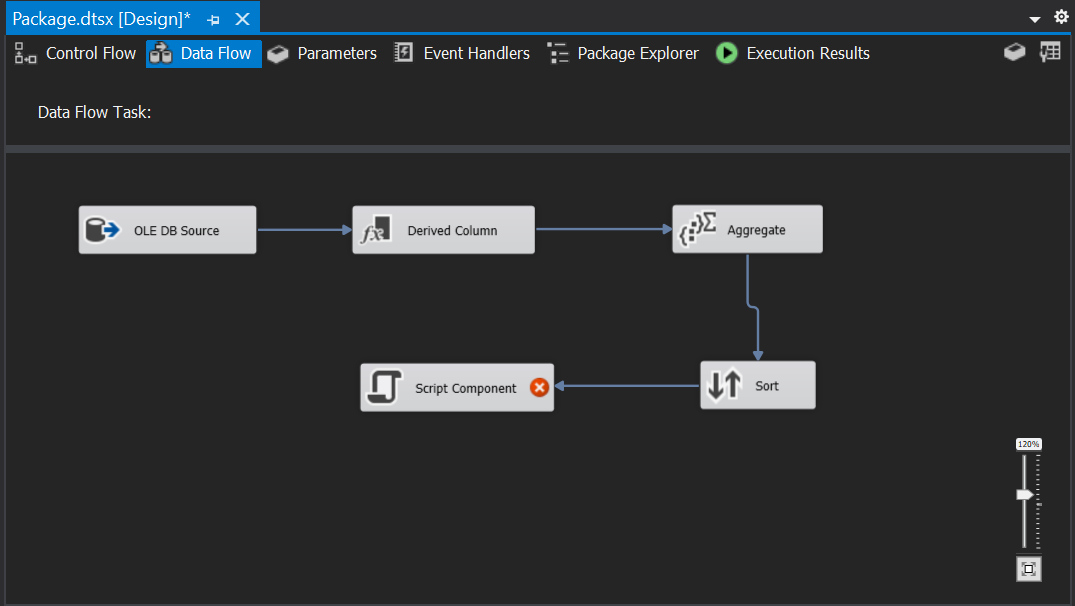 Package.dtsx [Design]*
Control Flow Data Flow Parameters Event Handlers Package Explorer Execution Results
Data Flow Task:
OLE DB Source
Derived Column
Aggregate
Script Component
Sort
120%